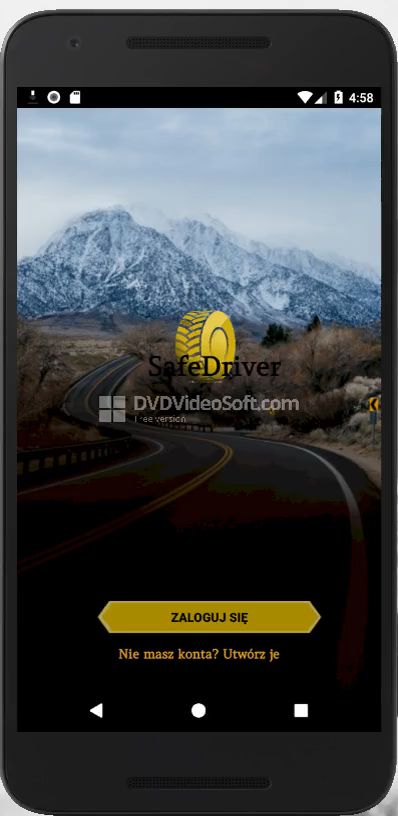 4:58
SafeDriver
DVDVideoSoft.com
Free version
ZALOGUJ SIĘ
Nie masz konta? Utwórz je